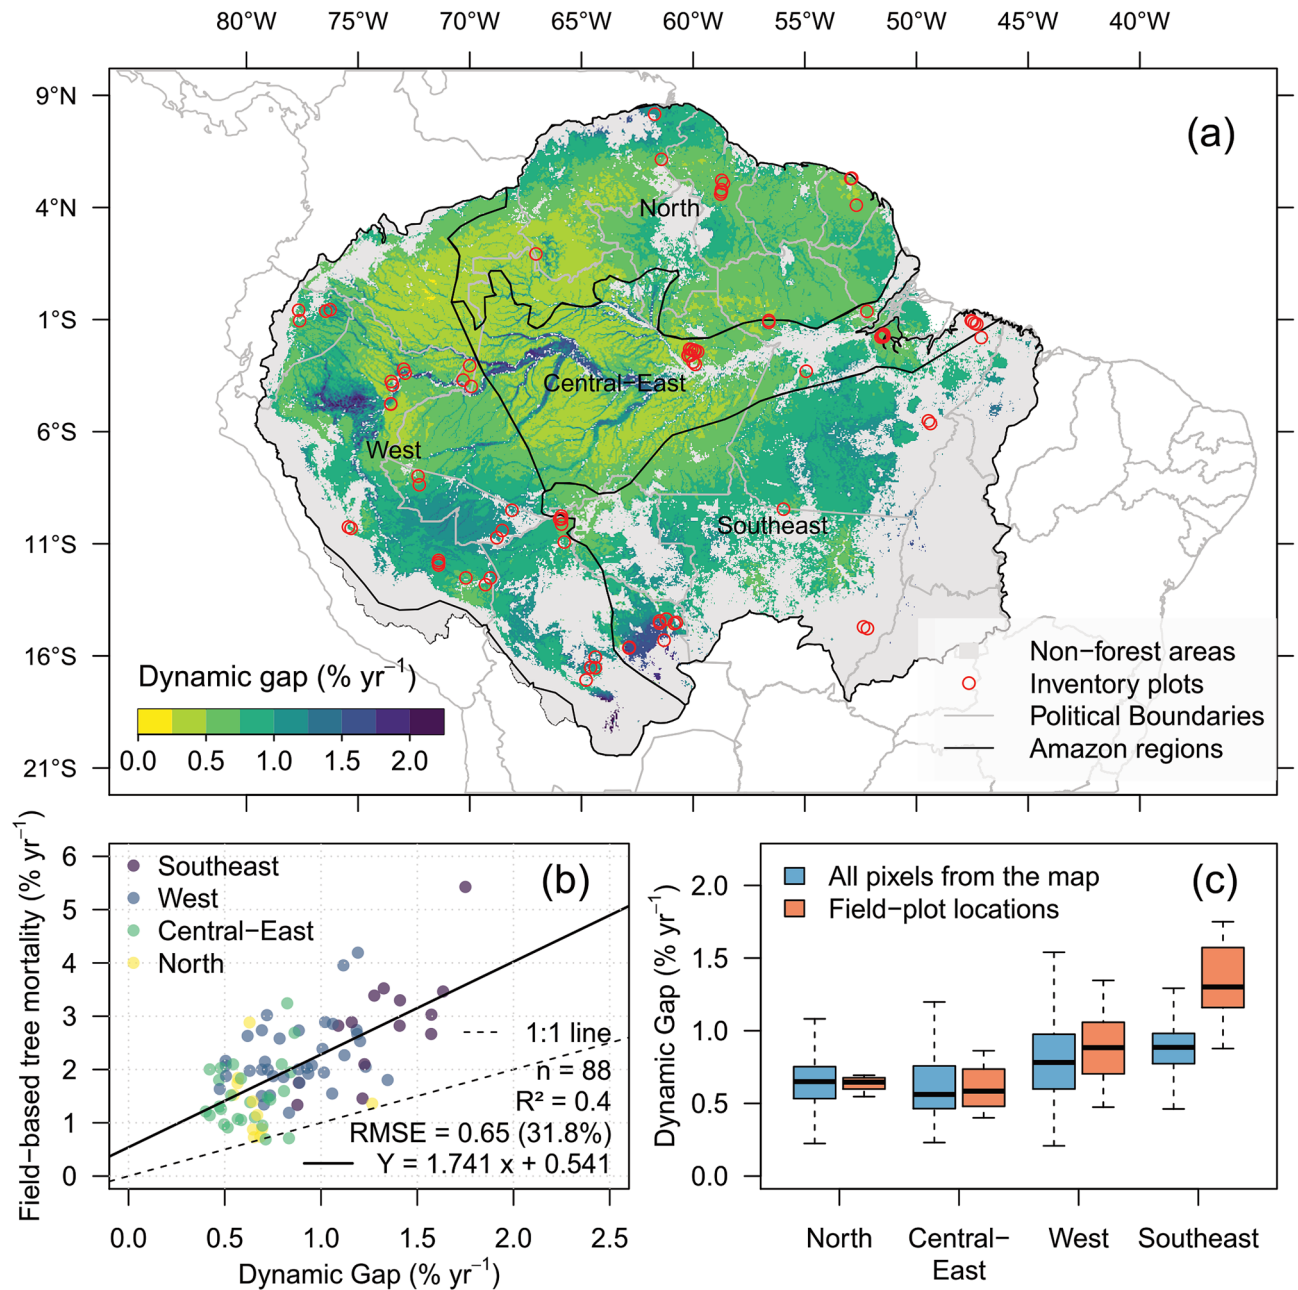 80°W 75°W 70°W 65°W 60°W 55°W 50°W 45°W 40°W
9°N
4°N
1°S
6°S
11°S
16°S
21°S
(a)
North
Central−East
West
Southeast
Dynamic gap (% yr⁻¹)
0.0 0.5 1.0 1.5 2.0
Non−forest areas
Inventory plots
Political Boundaries
Amazon regions
Field−based tree mortality (% yr⁻¹)
6
5
4
3
2
1
0
Southeast
West
Central−East
North
(b)
1:1 line
n = 88
R² = 0.4
RMSE = 0.65 (31.8%)
Y = 1.741 x + 0.541
0.0 0.5 1.0 1.5 2.0 2.5
Dynamic Gap (% yr⁻¹)
Dynamic Gap (% yr⁻¹)
2.0
1.5
1.0
0.5
0.0
All pixels from the map
Field−plot locations
(c)
North Central− West Southeast
East